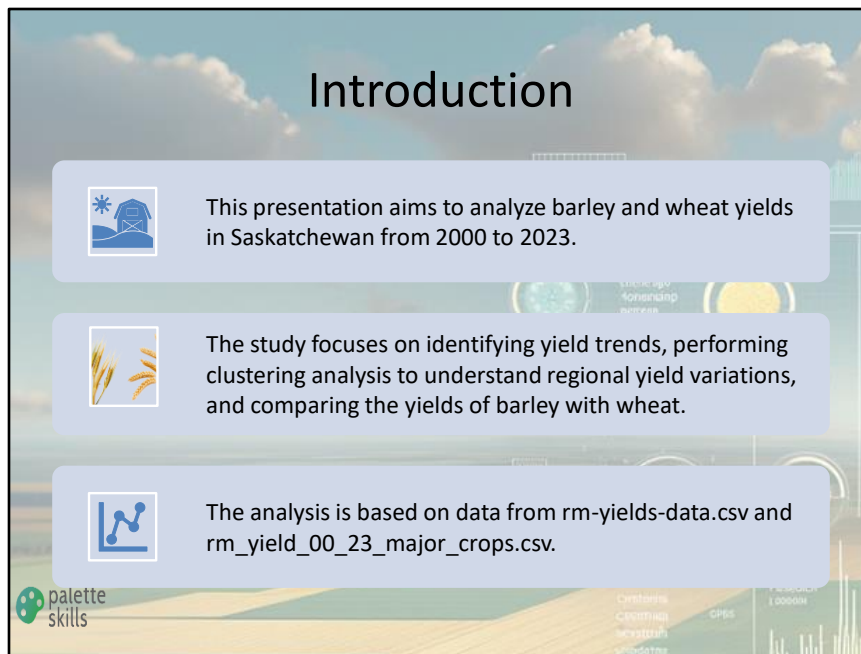 Introduction
This presentation aims to analyze barley and wheat yields
in Saskatchewan from 2000 to 2023.
The study focuses on identifying yield trends, performing
clustering analysis to understand regional yield variations,
and comparing the yields of barley with wheat.
The analysis is based on data from rm-yields-data.csv and
rm_yield_00_23_major_crops.csv.
palette
skills